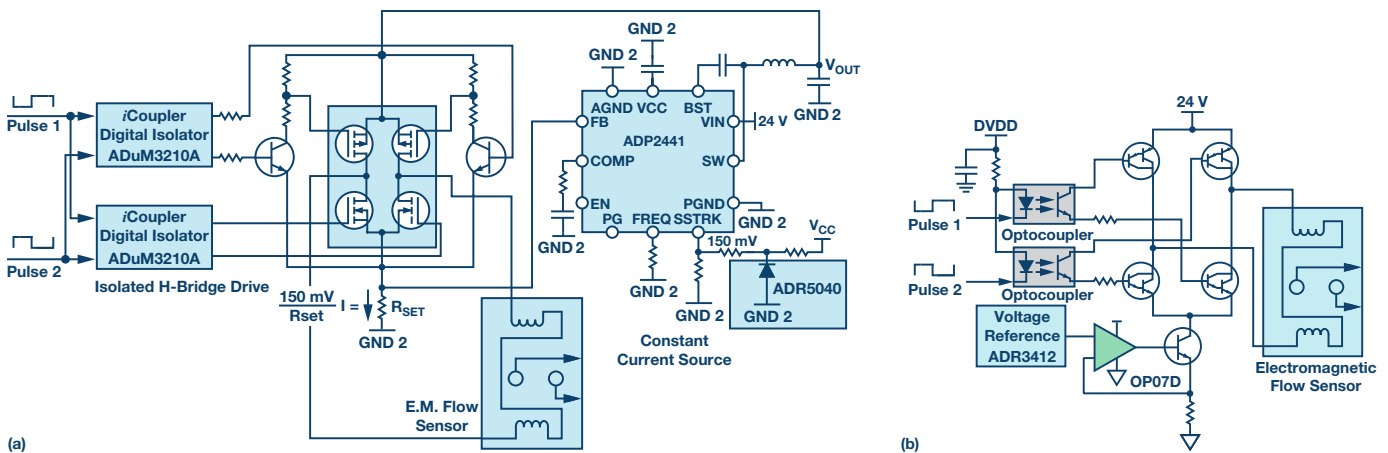 Pulse 1
Pulse 2
iCoupler
Digital Isolator
ADuM3210A
iCoupler
Digital Isolator
ADuM3210A
Isolated H-Bridge Drive
150 mV
Rset
I =
RSET
GND 2
E.M. Flow
Sensor
GND 2
GND 2
AGND VCC BST
FB
VIN
24 V
ADP2441
COMP
SW
EN
PGND
GND 2
PG FREQ SSTRK
GND 2
VOUT
GND 2
150 mV
VCC
GND 2
GND 2
ADR5040
GND 2
Constant
Current Source
(a)
24 V
DVDD
Pulse 1
Optocoupler
Pulse 2
Optocoupler
Voltage
Reference
ADR3412
OP07D
Electromagnetic
Flow Sensor
(b)